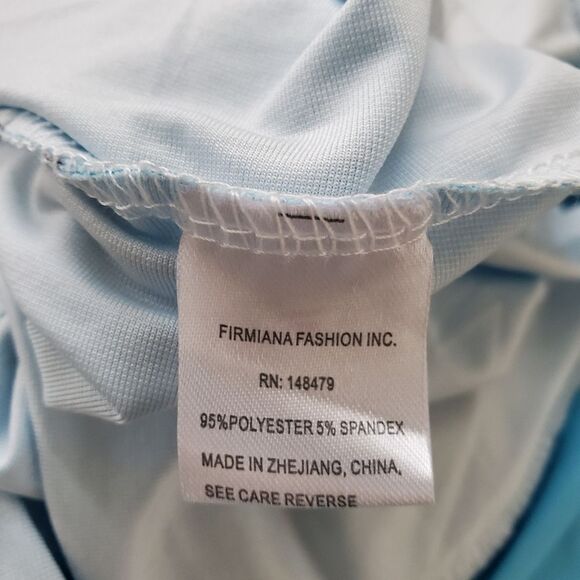 FIRMIANA FASHION INC.
RN: 148479
95%POLYESTER 5% SPANDEX
MADE IN ZHEJIANG, CHINA,
SEE CARE REVERSE